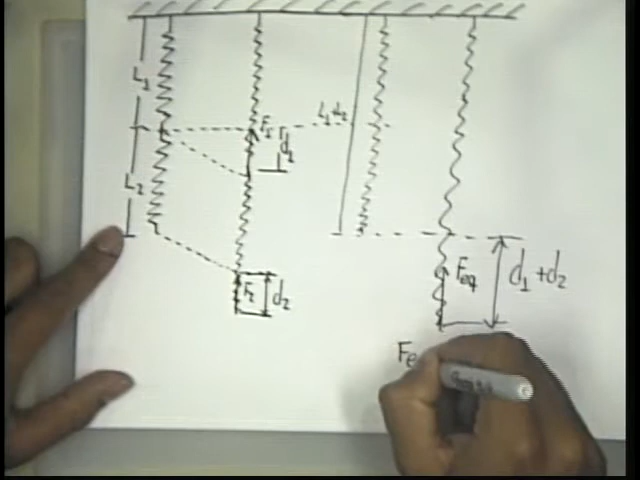 L₁
L₁+L₂
F₁
d₁
L₂
Feq
d₁+d₂
F₂
d₂
Fe